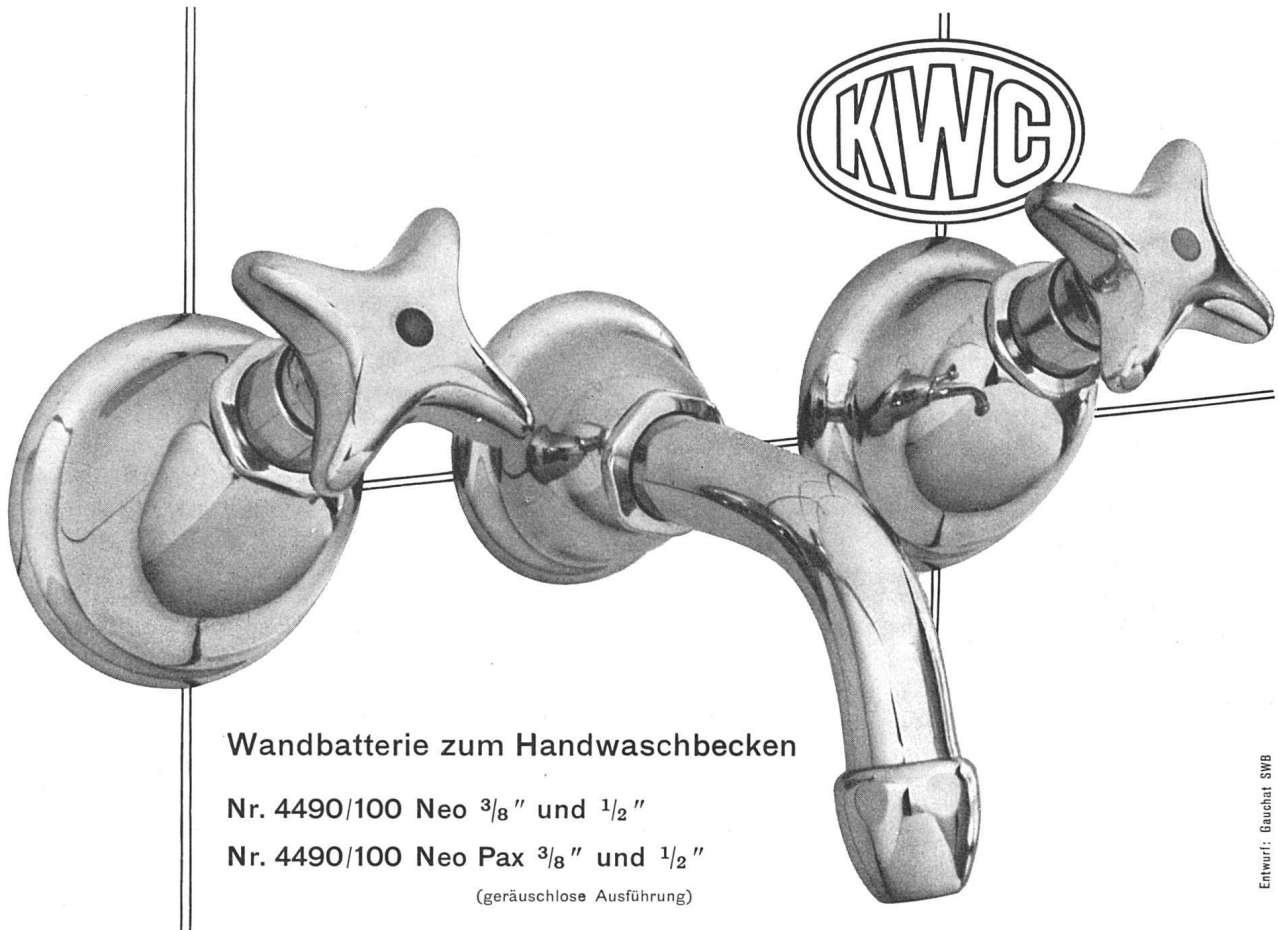 KWC
Wandbatterie zum Handwaschbecken
Nr. 4490/100 Neo ³/₈" und ¹/₂"
Nr. 4490/100 Neo Pax ³/₈" und ¹/₂"
(geräuschlose Ausführung)
Entwurf: Gauchat SWB